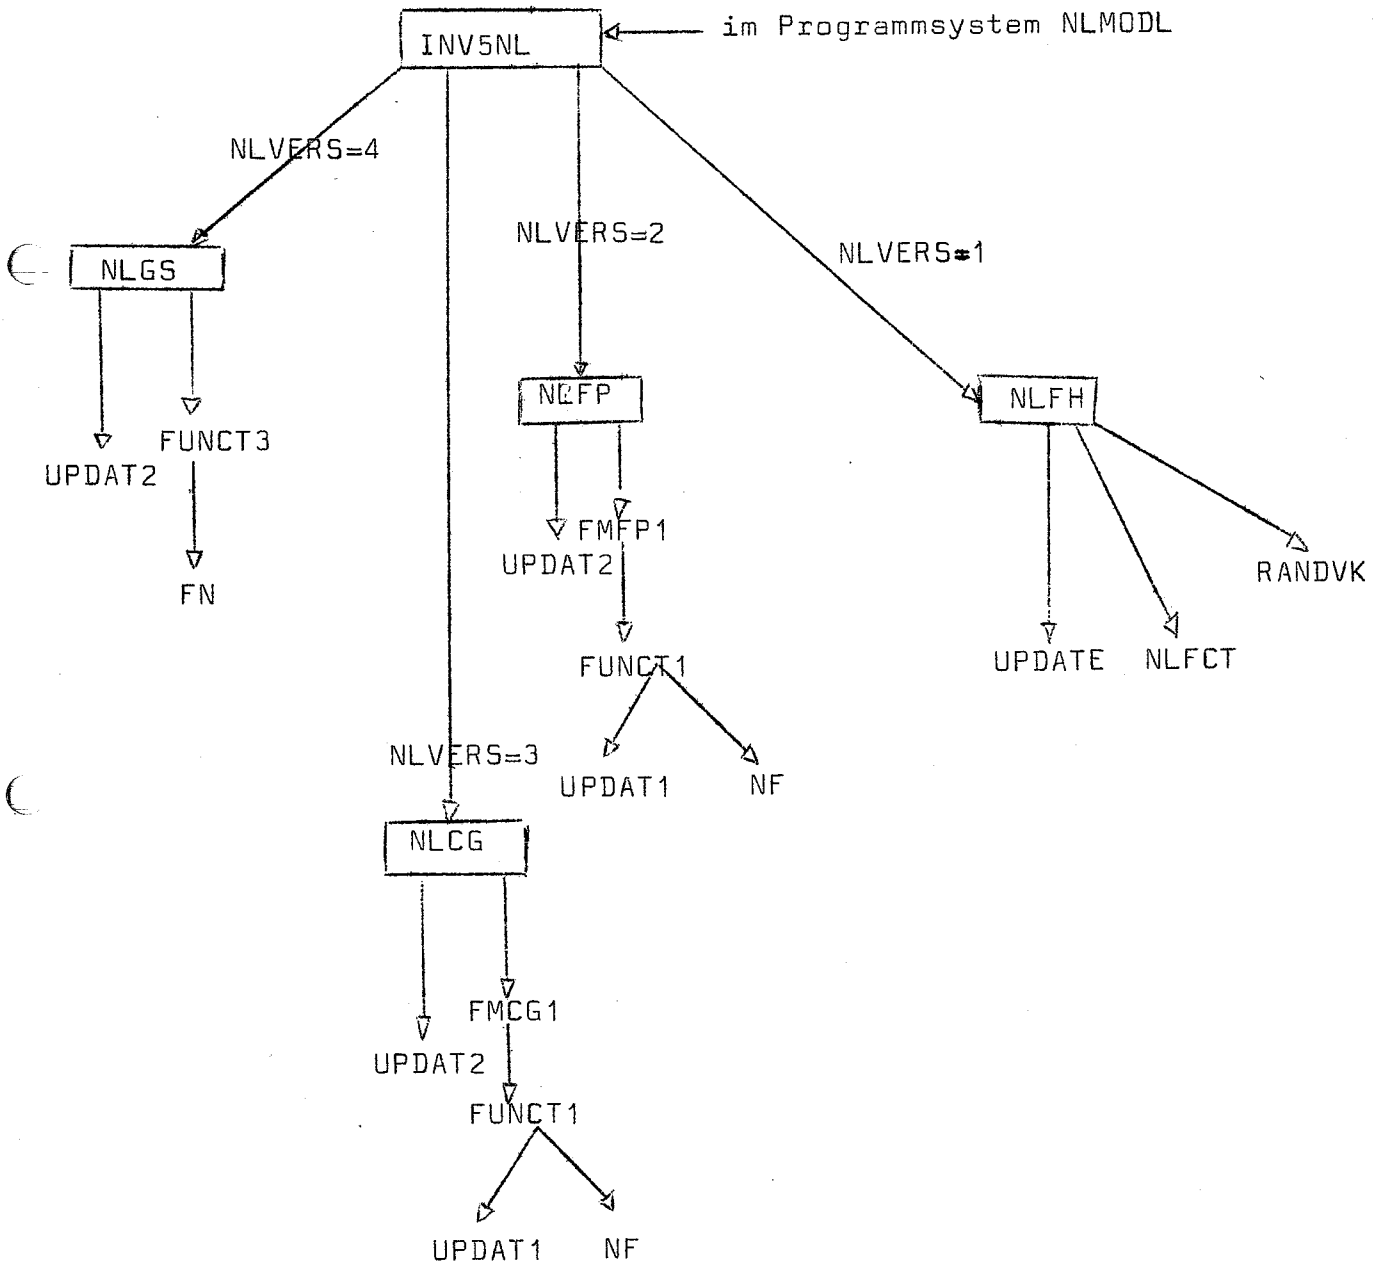 im Programmsystem NLMODL
INV5NL
NLVERS=4
NLVERS=2
NLVERS=1
NLGS
NLFP
NLFH
FUNCT3
UPDAT2
FMFP1
UPDAT2
RANDVK
FN
FUNCT1
UPDATE NLFCT
NLVERS=3
UPDAT1 NF
NLCG
FMCG1
UPDAT2
FUNCT1
UPDAT1 NF